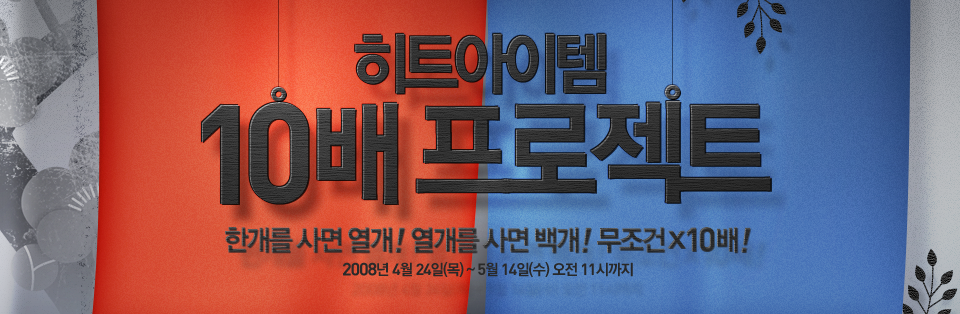 히트아이템
10배 프로젝트
한개를 사면 열개! 열개를 사면 백개! 무조건×10배!
2008년 4월 24일(목) ~ 5월 14일(수) 오전 11시까지